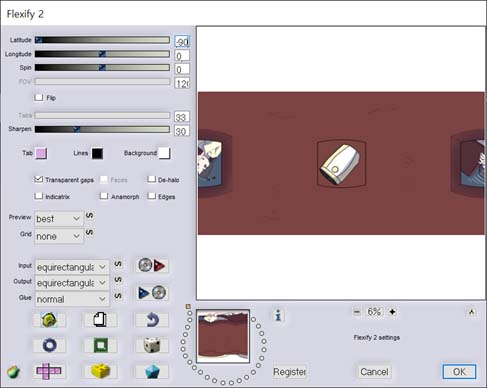 Flexify 2
Latitude -90
Longitude 0
Spin 0
FOV 120
Flip
Tabs 33
Sharpen 30
Tab Lines Background
Transparent gaps Faces De-halo
Indicatrix Anamorph Edges
Preview best S
Grid none S
Input equirectangula S
Output equirectangula S
Glue normal
6%
Flexify 2 settings
Register Cancel OK